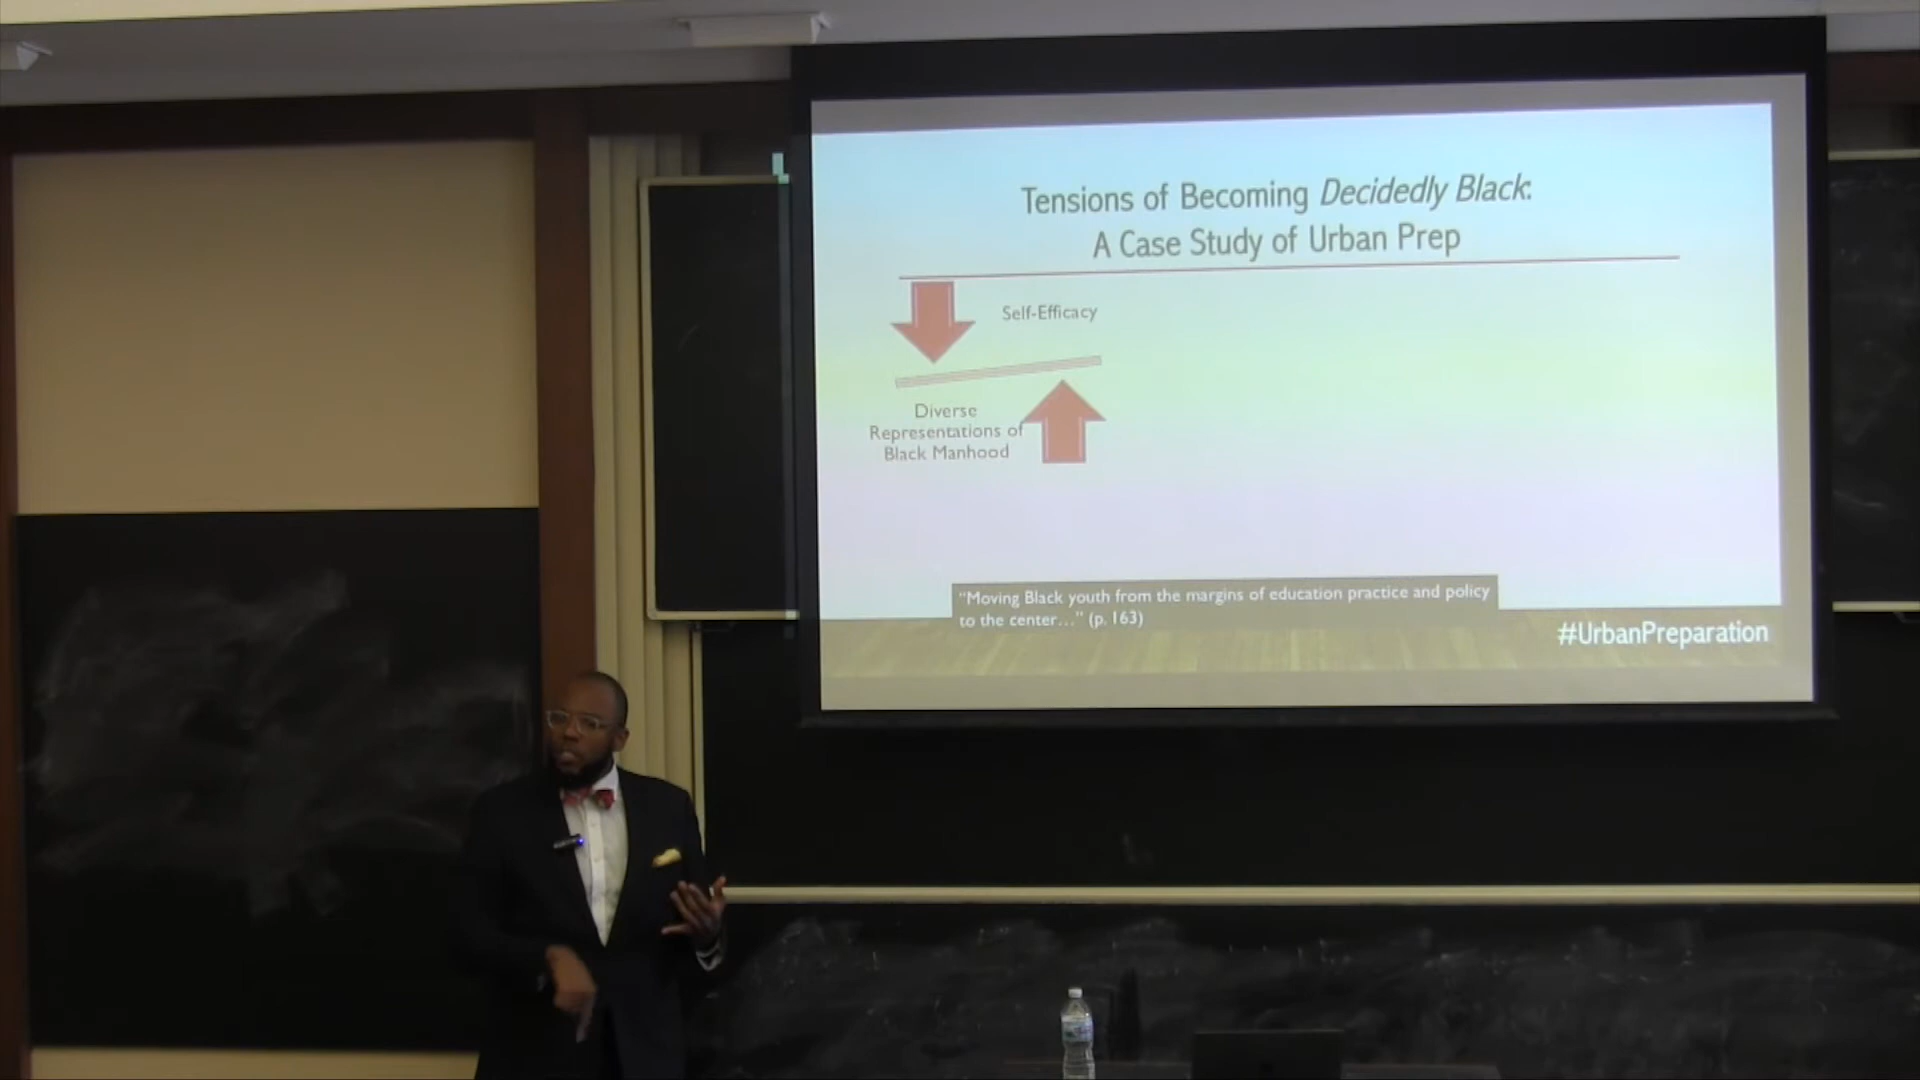 Tensions of Becoming Decidedly Black:
A Case Study of Urban Prep
Self-Efficacy
Diverse
Representations of
Black Manhood
“Moving Black youth from the margins of education practice and policy
to the center…” (p. 163)
#UrbanPreparation